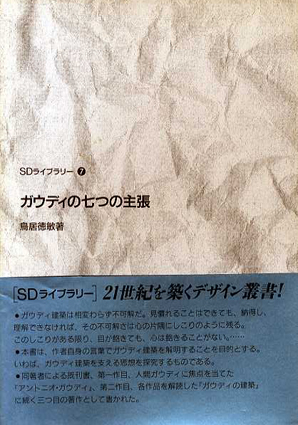 SDライブラリー❼
ガウディの七つの主張
鳥居徳敏著
[SDライブラリー] 21世紀を築くデザイン叢書!
●ガウディ建築は相変わらず不可解だ。見慣れることはできても、納得し、
理解できなければ、その不可解さは心の片隅にしこりのように残る。
このしこりがある限り、目が飽きても、心は飽きることがない。……
●本書は、作者自身の言葉でガウディ建築を解明することを目的とする。
いわば、ガウディ建築を支える思想を探究するものである。
●同著者による既刊書、第一作目、人間ガウディに焦点を当てた
『アントニオ・ガウディ』、第二作目、各作品を解読した『ガウディの建築』
に続く三つ目の著作として書かれた。